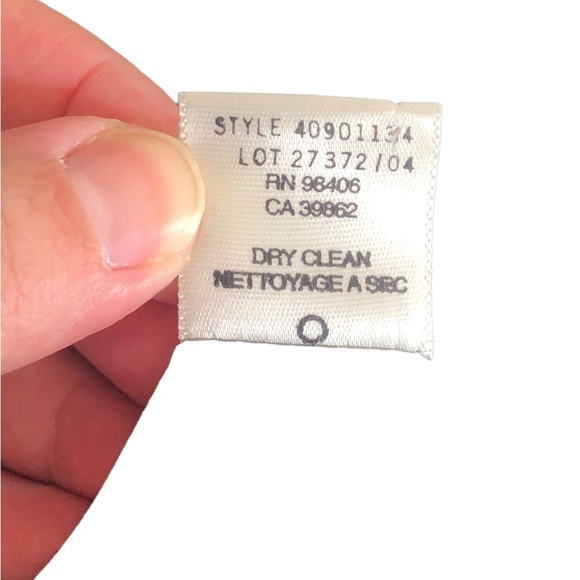 STYLE 40901134
LOT 27372/04
RN 98406
CA 39862
DRY CLEAN
NETTOYAGE A SEC